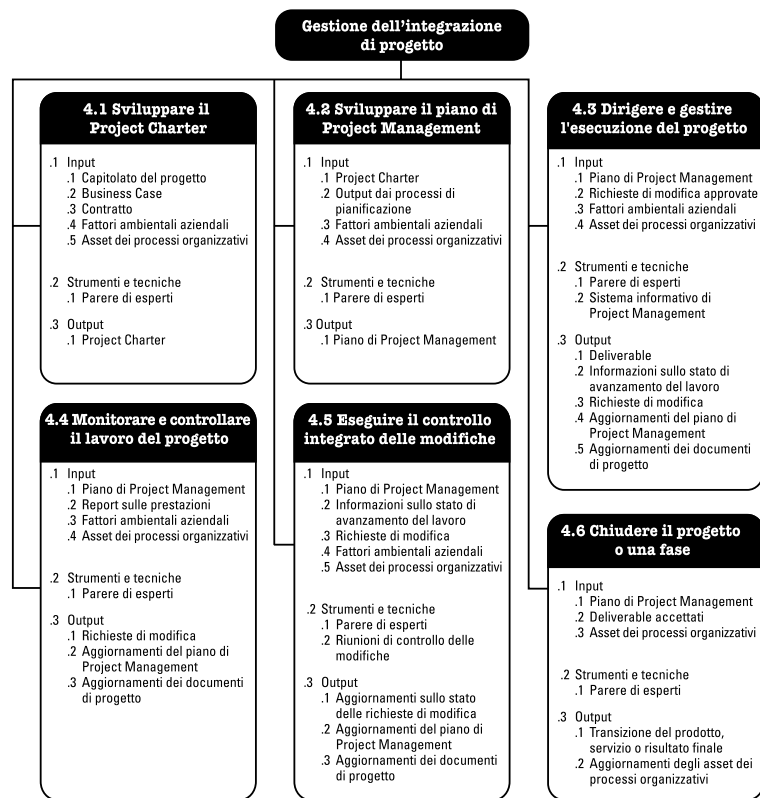 Gestione dell'integrazione
di progetto
4.1 Sviluppare il
Project Charter
.1 Input
.1 Capitolato del progetto
.2 Business Case
.3 Contratto
.4 Fattori ambientali aziendali
.5 Asset dei processi organizzativi
.2 Strumenti e tecniche
.1 Parere di esperti
.3 Output
.1 Project Charter
4.2 Sviluppare il piano di
Project Management
.1 Input
.1 Project Charter
.2 Output dai processi di
pianificazione
.3 Fattori ambientali aziendali
.4 Asset dei processi organizzativi
.2 Strumenti e tecniche
.1 Parere di esperti
.3 Output
.1 Piano di Project Management
4.3 Dirigere e gestire
l'esecuzione del progetto
.1 Input
.1 Piano di Project Management
.2 Richieste di modifica approvate
.3 Fattori ambientali aziendali
.4 Asset dei processi organizzativi
.2 Strumenti e tecniche
.1 Parere di esperti
.2 Sistema informativo di
Project Management
.3 Output
.1 Deliverable
.2 Informazioni sullo stato di
avanzamento del lavoro
.3 Richieste di modifica
.4 Aggiornamenti del piano di
Project Management
.5 Aggiornamenti dei documenti
di progetto
4.4 Monitorare e controllare
il lavoro del progetto
.1 Input
.1 Piano di Project Management
.2 Report sulle prestazioni
.3 Fattori ambientali aziendali
.4 Asset dei processi organizzativi
.2 Strumenti e tecniche
.1 Parere di esperti
.3 Output
.1 Richieste di modifica
.2 Aggiornamenti del piano di
Project Management
.3 Aggiornamenti dei documenti
di progetto
4.5 Eseguire il controllo
integrato delle modifiche
.1 Input
.1 Piano di Project Management
.2 Informazioni sullo stato di
avanzamento del lavoro
.3 Richieste di modifica
.4 Fattori ambientali aziendali
.5 Asset dei processi organizzativi
.2 Strumenti e tecniche
.1 Parere di esperti
.2 Riunioni di controllo delle
modifiche
.3 Output
.1 Aggiornamenti sullo stato
delle richieste di modifica
.2 Aggiornamenti del piano di
Project Management
.3 Aggiornamenti dei documenti
di progetto
4.6 Chiudere il progetto
o una fase
.1 Input
.1 Piano di Project Management
.2 Deliverable accettati
.3 Asset dei processi organizzativi
.2 Strumenti e tecniche
.1 Parere di esperti
.3 Output
.1 Transizione del prodotto,
servizio o risultato finale
.2 Aggiornamenti degli asset dei
processi organizzativi